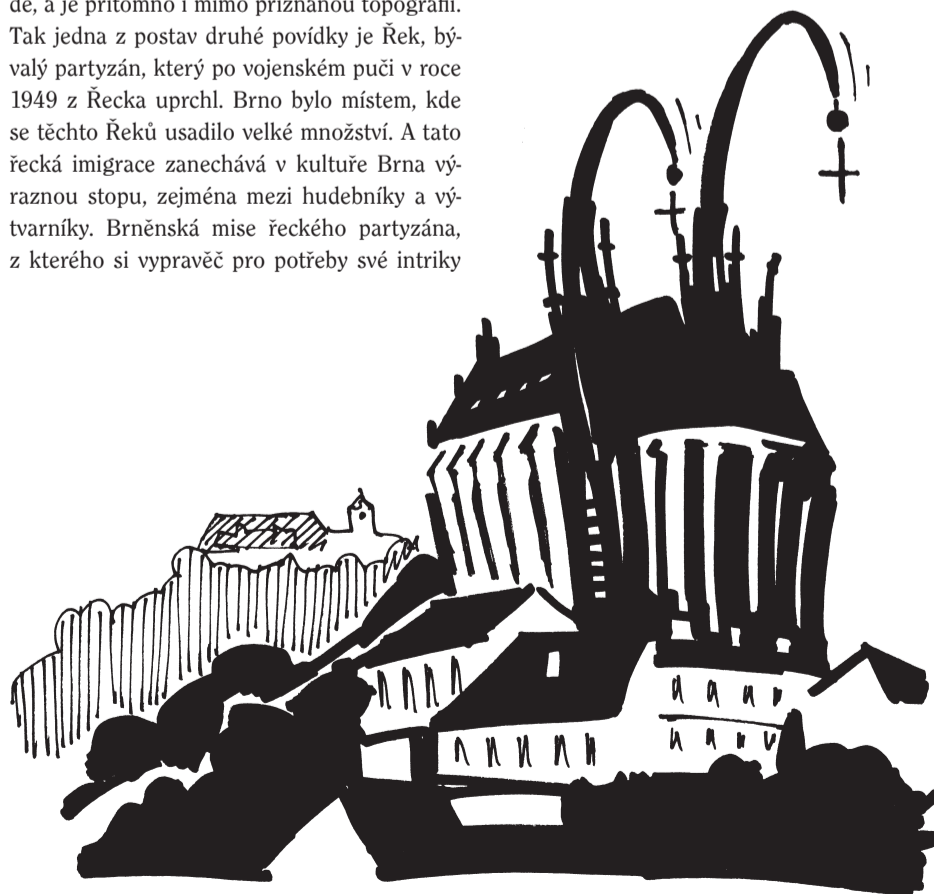 de, a je přítomno i mimo přiznanou topografii.
Tak jedna z postav druhé povídky je Řek, bý-
valý partyzán, který po vojenském puči v roce
1949 z Řecka uprchl. Brno bylo místem, kde
se těchto Řeků usadilo velké množství. A tato
řecká imigrace zanechává v kultuře Brna vý-
raznou stopu, zejména mezi hudebníky a vý-
tvarníky. Brněnská mise řeckého partyzána,
z kterého si vypravěč pro potřeby své intriky